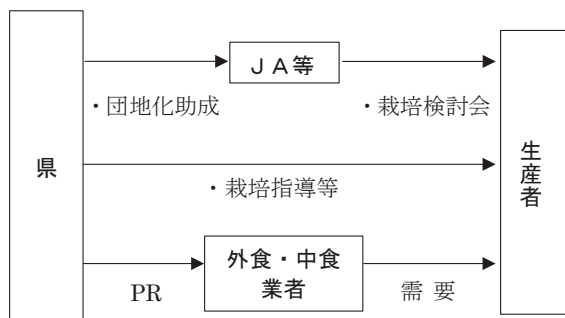 県
ＪＡ等
・団地化助成
・栽培検討会
・栽培指導等
外食・中食
業者
PR
需 要
生産者